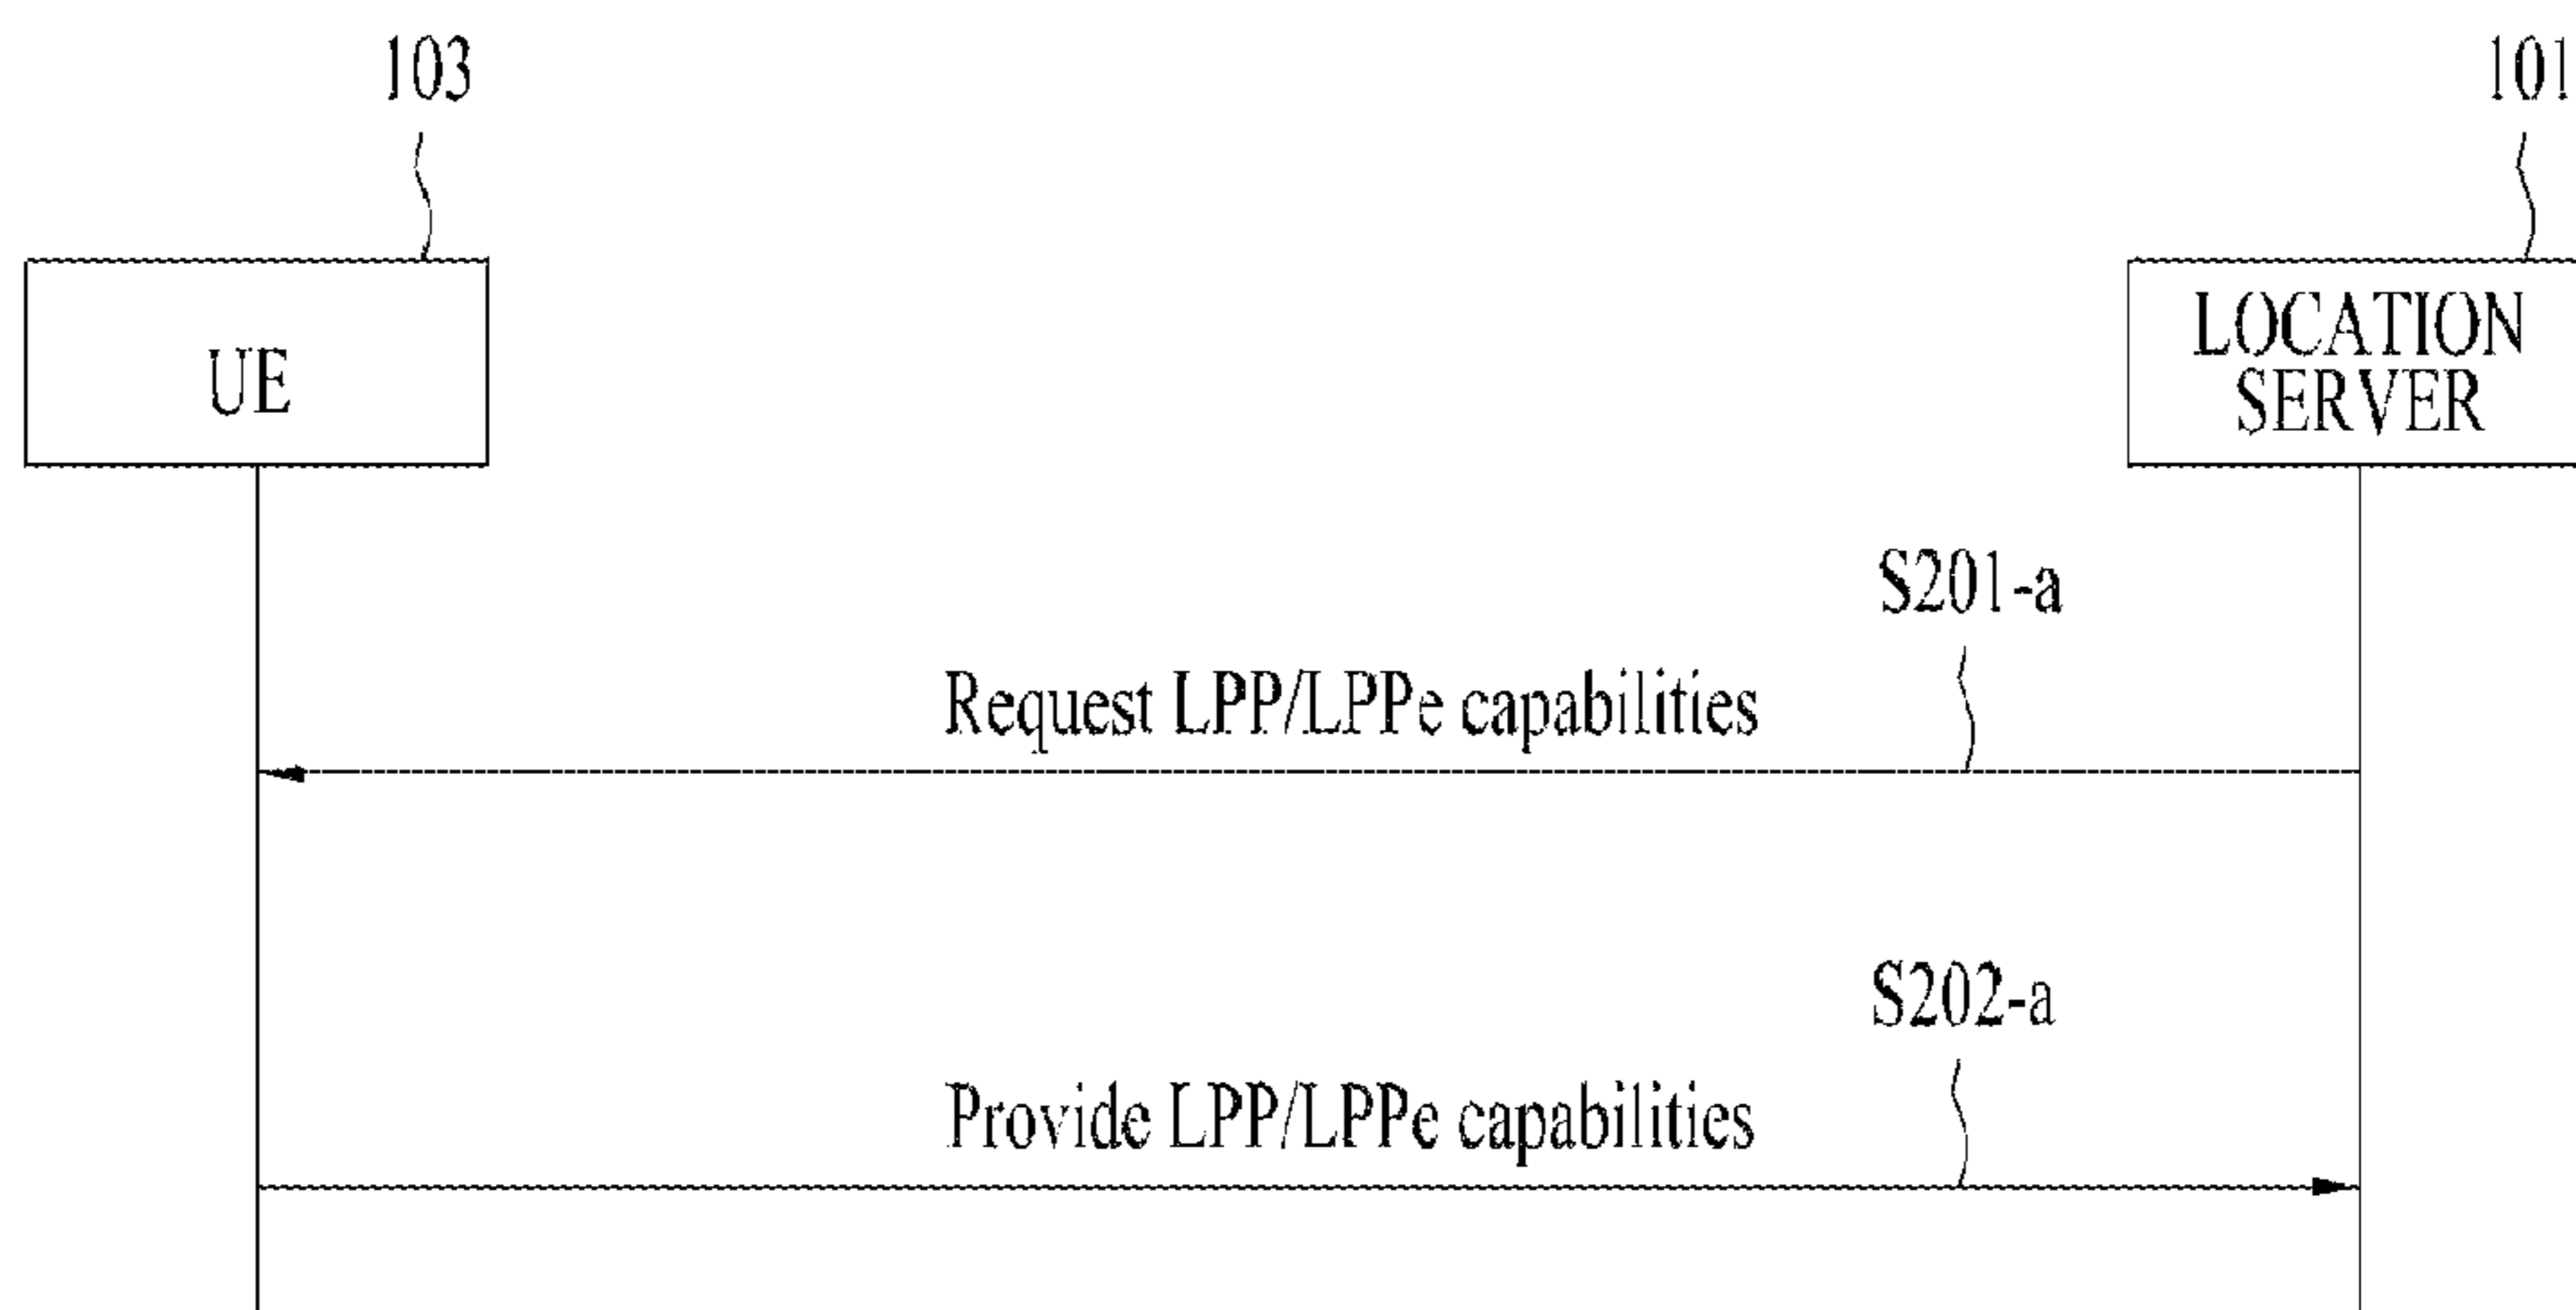 103
101
UE
LOCATION
SERVER
S201-a
Request LPP/LPPe capabilities
S202-a
Provide LPP/LPPe capabilities